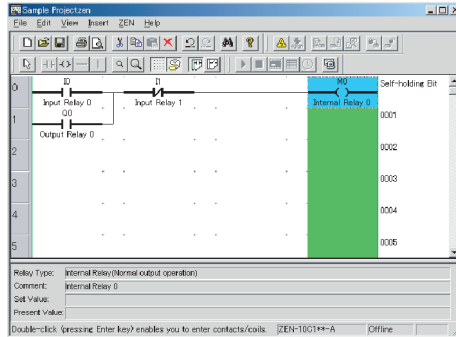 Sample Project.zen
File Edit View Insert ZEN Help
0 I0 I1 M0 Self-holding Bit
Input Relay 0 Input Relay 1 Internal Relay 0
1 Q0 0001
Output Relay 0
2 0002
3 0003
4 0004
5 0005
Relay Type: Internal Relay(Normal output operation)
Comment: Internal Relay 0
Set Value:
Present Value:
Double-click (pressing Enter key) enables you to enter contacts/coils. ZEN-10C1**-A Offline